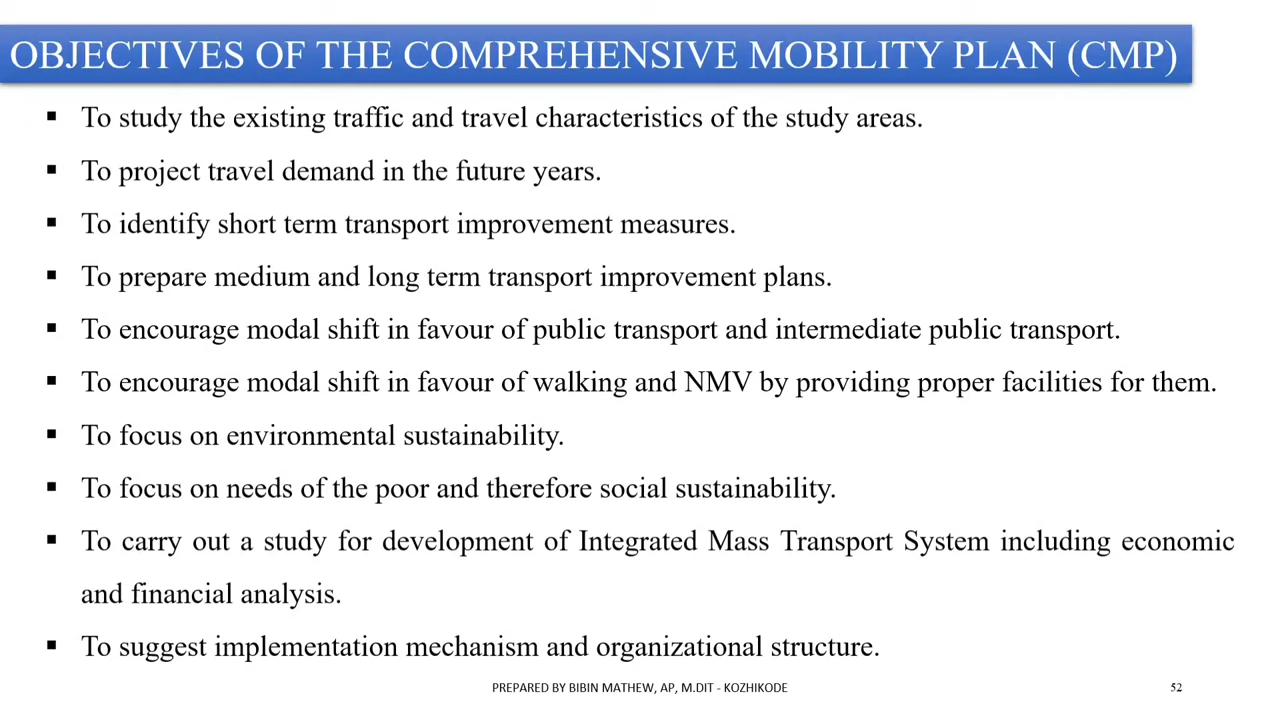 OBJECTIVES OF THE COMPREHENSIVE MOBILITY PLAN (CMP)
▪ To study the existing traffic and travel characteristics of the study areas.
▪ To project travel demand in the future years.
▪ To identify short term transport improvement measures.
▪ To prepare medium and long term transport improvement plans.
▪ To encourage modal shift in favour of public transport and intermediate public transport.
▪ To encourage modal shift in favour of walking and NMV by providing proper facilities for them.
▪ To focus on environmental sustainability.
▪ To focus on needs of the poor and therefore social sustainability.
▪ To carry out a study for development of Integrated Mass Transport System including economic
and financial analysis.
▪ To suggest implementation mechanism and organizational structure.
PREPARED BY BIBIN MATHEW, AP, M.DIT - KOZHIKODE
52